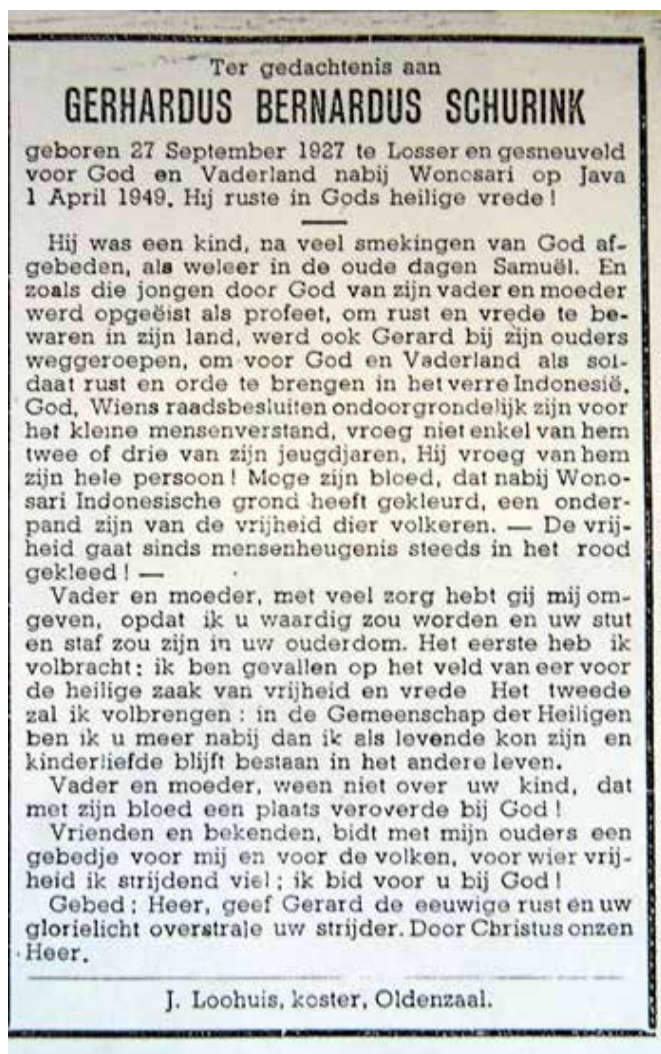 Ter gedachtenis aan
GERHARDUS BERNARDUS SCHURINK
geboren 27 September 1927 te Losser en gesneuveld
voor God en Vaderland nabij Wonosari op Java
1 April 1949. Hij ruste in Gods heilige vrede !
Hij was een kind, na veel smekingen van God af-
gebeden, als weleer in de oude dagen Samuël. En
zoals die jongen door God van zijn vader en moeder
werd opgeëist als profeet, om rust en vrede te be-
waren in zijn land, werd ook Gerard bij zijn ouders
weggeroepen, om voor God en Vaderland als sol-
daat rust en orde te brengen in het verre Indonesië.
God, Wiens raadsbesluiten ondoorgrondelijk zijn voor
het kleine mensenverstand, vroeg niet enkel van hem
twee of drie van zijn jeugdjaren, Hij vroeg van hem
zijn hele persoon ! Moge zijn bloed, dat nabij Wono-
sari Indonesische grond heeft gekleurd, een onder-
pand zijn van de vrijheid dier volkeren. — De vrij-
heid gaat sinds mensenheugenis steeds in het rood
gekleed ! —
Vader en moeder, met veel zorg hebt gij mij om-
geven, opdat ik u waardig zou worden en uw stut
en staf zou zijn in uw ouderdom. Het eerste heb ik
volbracht : ik ben gevallen op het veld van eer voor
de heilige zaak van vrijheid en vrede Het tweede
zal ik volbrengen : in de Gemeenschap der Heiligen
ben ik u meer nabij dan ik als levende kon zijn en
kinderliefde blijft bestaan in het andere leven.
Vader en moeder, ween niet over uw kind, dat
met zijn bloed een plaats veroverde bij God !
Vrienden en bekenden, bidt met mijn ouders een
gebedje voor mij en voor de volken, voor wier vrij-
heid ik strijdend viel ; ik bid voor u bij God !
Gebed : Heer, geef Gerard de eeuwige rust en uw
glorielicht overstrale uw strijder. Door Christus onzen
Heer.
J. Loohuis, koster, Oldenzaal.